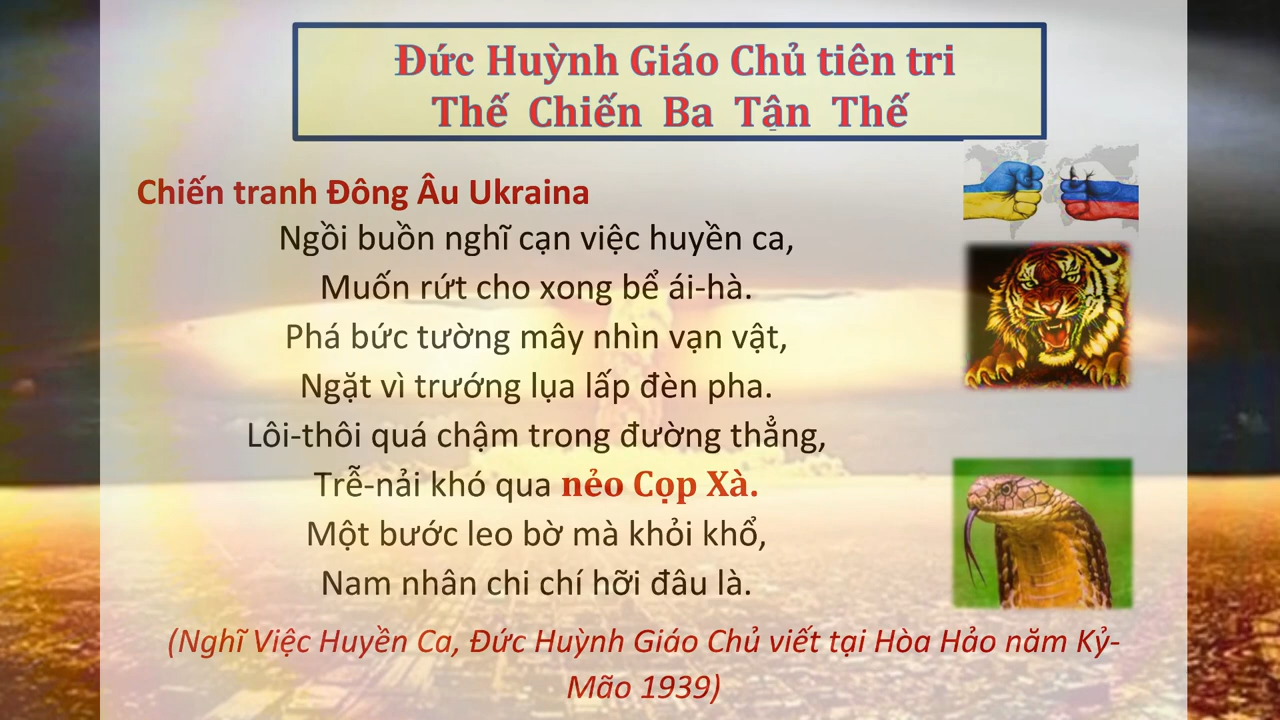 Đức Huỳnh Giáo Chủ tiên tri
Thế Chiến Ba Tận Thế
Chiến tranh Đông Âu Ukraina
Ngồi buồn nghĩ cạn việc huyền ca,
Muốn rứt cho xong bể ái-hà.
Phá bức tường mây nhìn vạn vật,
Ngặt vì trướng lụa lấp đèn pha.
Lôi-thôi quá chậm trong đường thẳng,
Trễ-nải khó qua nẻo Cọp Xà.
Một bước leo bờ mà khỏi khổ,
Nam nhân chi chí hỡi đâu là.
(Nghĩ Việc Huyền Ca, Đức Huỳnh Giáo Chủ viết tại Hòa Hảo năm Kỷ-
Mão 1939)